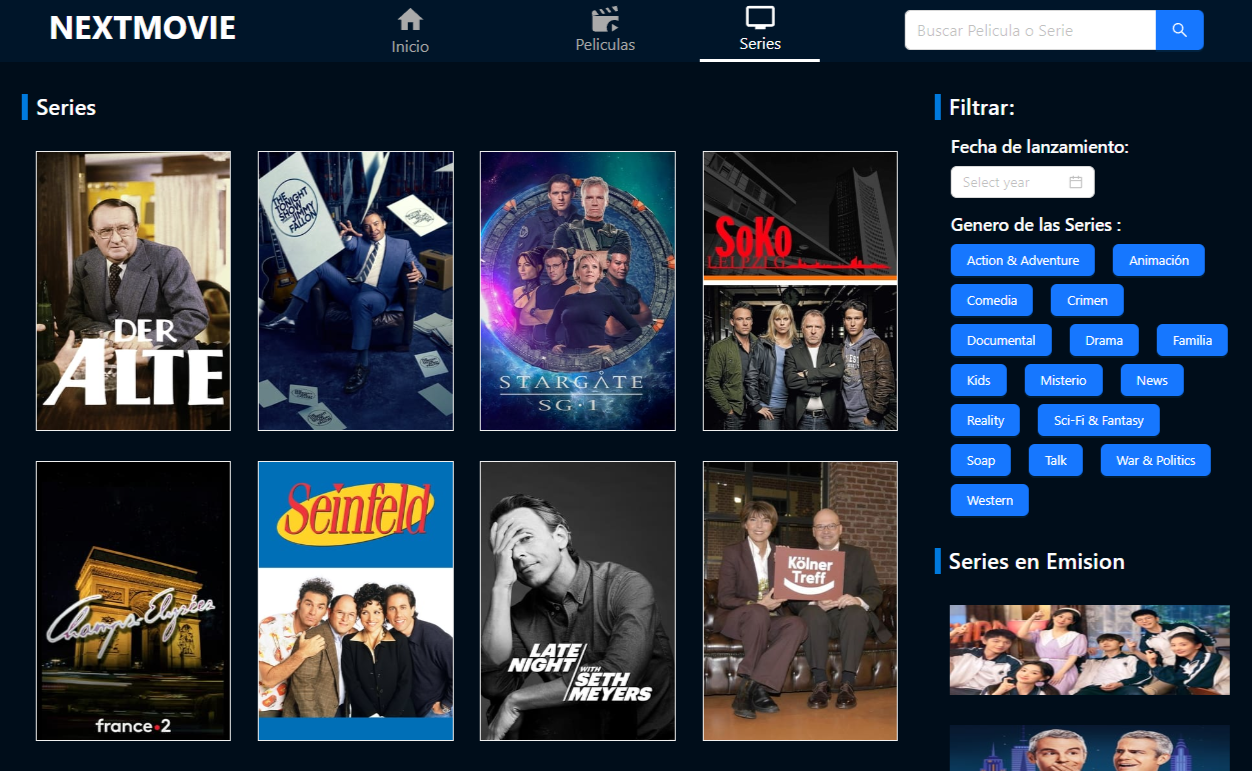 NEXTMOVIE
Inicio
Peliculas
Series
Buscar Pelicula o Serie
Series
DER
ALTE
THE
TONIGHT
SHOW
JIMMY
FALLON
STARGATE
SG·1
SoKo
LEIPZIG
Champs-Elysées
france•2
Seinfeld
LATE
NIGHT
WITH
SETH
MEYERS
Kölner
Treff
Filtrar:
Fecha de lanzamiento:
Select year
Genero de las Series :
Action & Adventure
Animación
Comedia
Crimen
Documental
Drama
Familia
Kids
Misterio
News
Reality
Sci-Fi & Fantasy
Soap
Talk
War & Politics
Western
Series en Emision